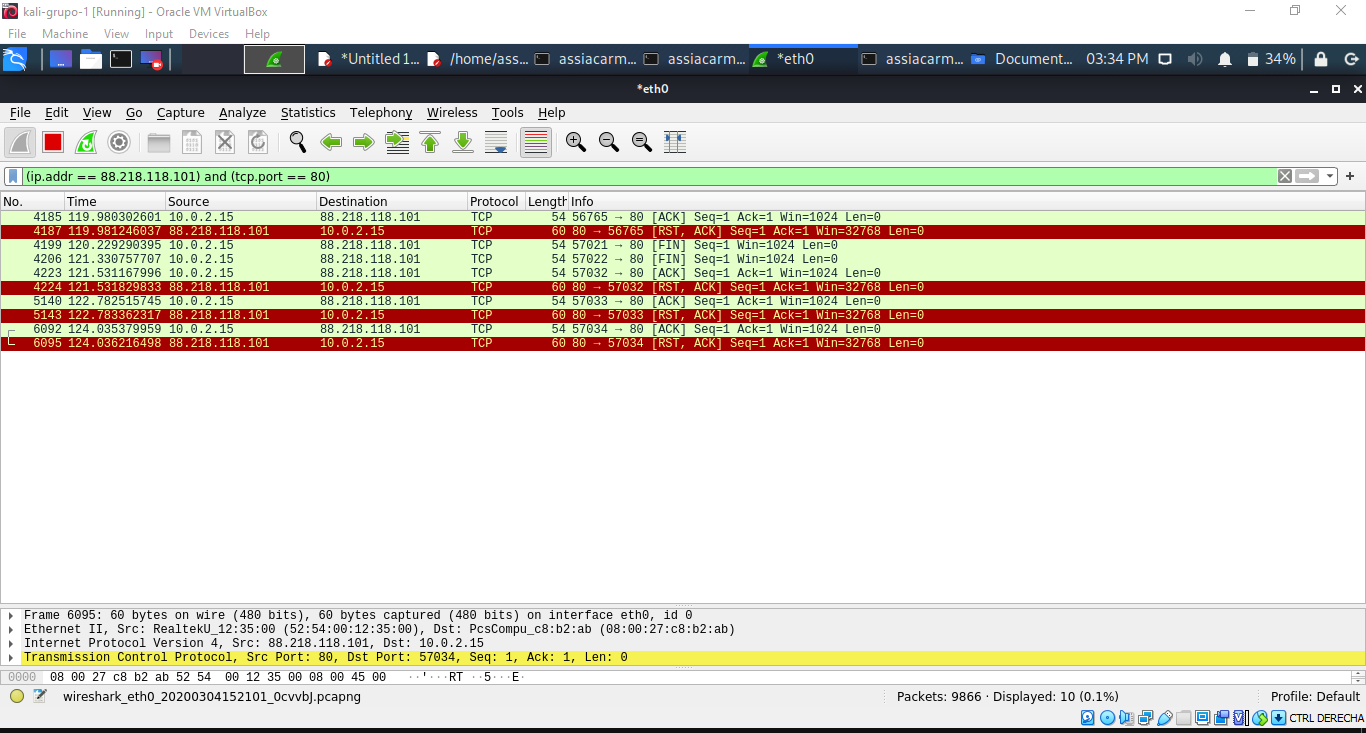 kali-grupo-1 [Running] - Oracle VM VirtualBox
File Machine View Input Devices Help
*Untitled 1... /home/ass... assiacarm... assiacarm... *eth0 assiacarm... Document... 03:34 PM 34%
*eth0
File Edit View Go Capture Analyze Statistics Telephony Wireless Tools Help
(ip.addr == 88.218.118.101) and (tcp.port == 80)
No. Time Source Destination Protocol Length Info
4185 119.980302601 10.0.2.15 88.218.118.101 TCP 54 56765 → 80 [ACK] Seq=1 Ack=1 Win=1024 Len=0
4187 119.981246037 88.218.118.101 10.0.2.15 TCP 60 80 → 56765 [RST, ACK] Seq=1 Ack=1 Win=32768 Len=0
4199 120.229290395 10.0.2.15 88.218.118.101 TCP 54 57021 → 80 [FIN] Seq=1 Win=1024 Len=0
4206 121.330757707 10.0.2.15 88.218.118.101 TCP 54 57022 → 80 [FIN] Seq=1 Win=1024 Len=0
4223 121.531167996 10.0.2.15 88.218.118.101 TCP 54 57032 → 80 [ACK] Seq=1 Ack=1 Win=1024 Len=0
4224 121.531829833 88.218.118.101 10.0.2.15 TCP 60 80 → 57032 [RST, ACK] Seq=1 Ack=1 Win=32768 Len=0
5140 122.782515745 10.0.2.15 88.218.118.101 TCP 54 57033 → 80 [ACK] Seq=1 Ack=1 Win=1024 Len=0
5143 122.783362317 88.218.118.101 10.0.2.15 TCP 60 80 → 57033 [RST, ACK] Seq=1 Ack=1 Win=32768 Len=0
6092 124.035379959 10.0.2.15 88.218.118.101 TCP 54 57034 → 80 [ACK] Seq=1 Ack=1 Win=1024 Len=0
6095 124.036216498 88.218.118.101 10.0.2.15 TCP 60 80 → 57034 [RST, ACK] Seq=1 Ack=1 Win=32768 Len=0
Frame 6095: 60 bytes on wire (480 bits), 60 bytes captured (480 bits) on interface eth0, id 0
Ethernet II, Src: RealtekU_12:35:00 (52:54:00:12:35:00), Dst: PcsCompu_c8:b2:ab (08:00:27:c8:b2:ab)
Internet Protocol Version 4, Src: 88.218.118.101, Dst: 10.0.2.15
Transmission Control Protocol, Src Port: 80, Dst Port: 57034, Seq: 1, Ack: 1, Len: 0
0000 08 00 27 c8 b2 ab 52 54 00 12 35 00 08 00 45 00 ··'···RT ··5···E·
wireshark_eth0_20200304152101_0cvvbJ.pcapng Packets: 9866 · Displayed: 10 (0.1%) Profile: Default
CTRL DERECHA